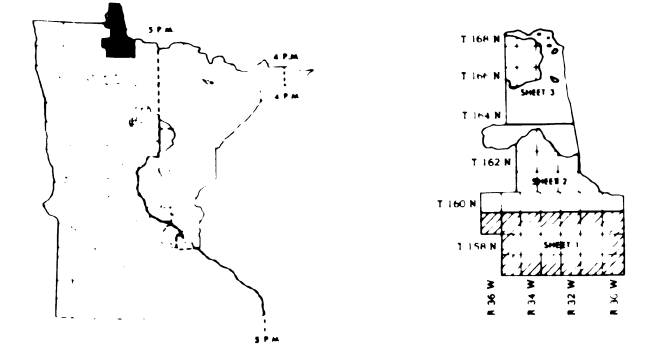 5 P.M.
4 P.M.
4 P.M.
5 P.M.
T 168 N
T 166 N
SHEET 3
T 164 N
T 162 N
SHEET 2
T 160 N
T 158 N
SHEET 1
R 36 W
R 34 W
R 32 W
R 30 W